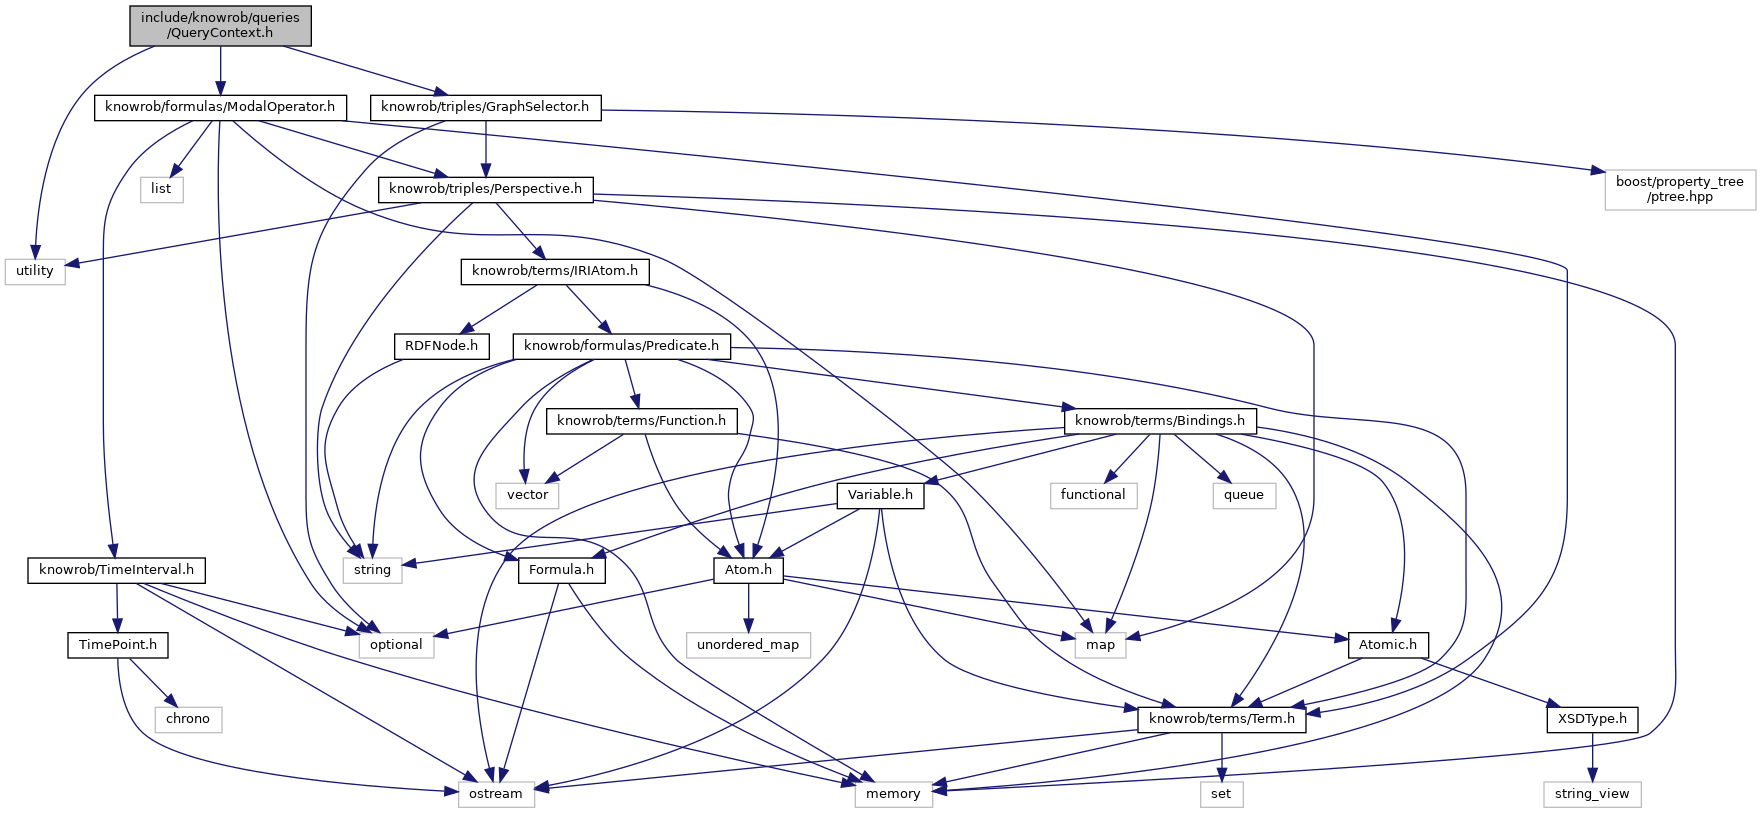 include/knowrob/queries
/QueryContext.h
knowrob/formulas/ModalOperator.h
knowrob/triples/GraphSelector.h
list
knowrob/triples/Perspective.h
boost/property_tree
/ptree.hpp
utility
knowrob/terms/IRIAtom.h
RDFNode.h
knowrob/formulas/Predicate.h
knowrob/terms/Function.h
knowrob/terms/Bindings.h
vector
Variable.h
functional
queue
knowrob/TimeInterval.h
string
Formula.h
Atom.h
TimePoint.h
optional
unordered_map
map
Atomic.h
chrono
knowrob/terms/Term.h
XSDType.h
ostream
memory
set
string_view